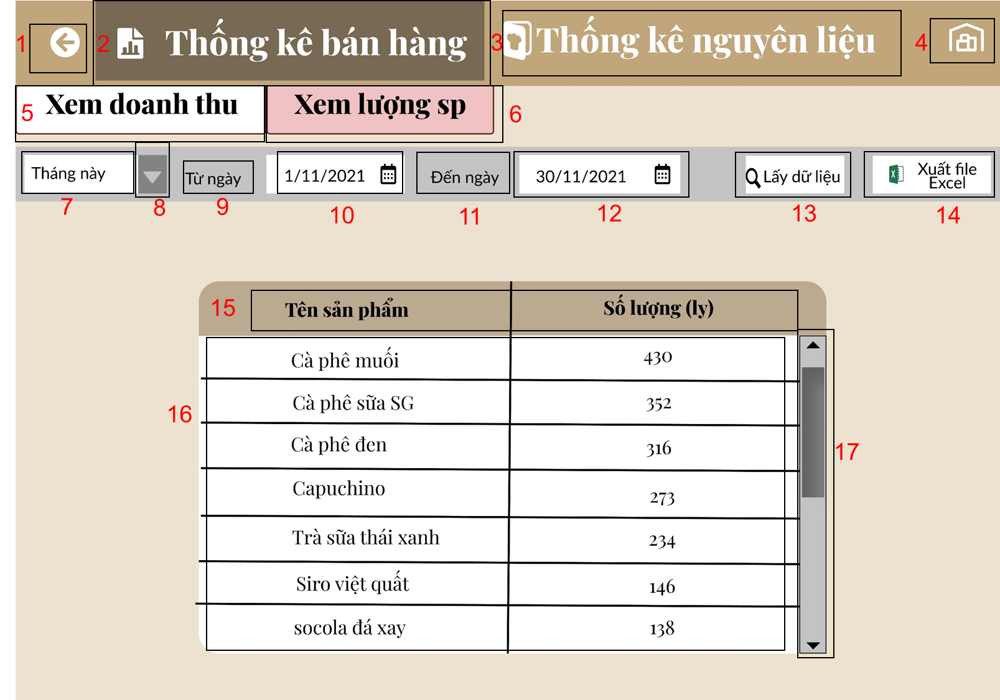 1
2 Thống kê bán hàng
3 Thống kê nguyên liệu
4
5 Xem doanh thu
Xem lượng sp 6
Tháng này
Từ ngày
1/11/2021
Đến ngày
30/11/2021
Lấy dữ liệu
Xuất file
Excel
7 8 9 10 11 12 13 14
15 Tên sản phẩm Số lượng (ly)
Cà phê muối 430
Cà phê sữa SG 352
16
Cà phê đen 316
17
Capuchino 273
Trà sữa thái xanh 234
Siro việt quất 146
socola đá xay 138